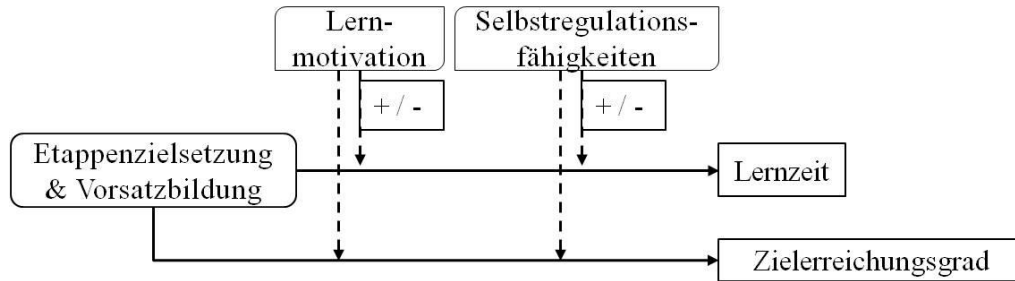 Lern-
motivation
Selbstregulations-
fähigkeiten
+ / -
+ / -
Etappenzielsetzung
& Vorsatzbildung
Lernzeit
Zielerreichungsgrad